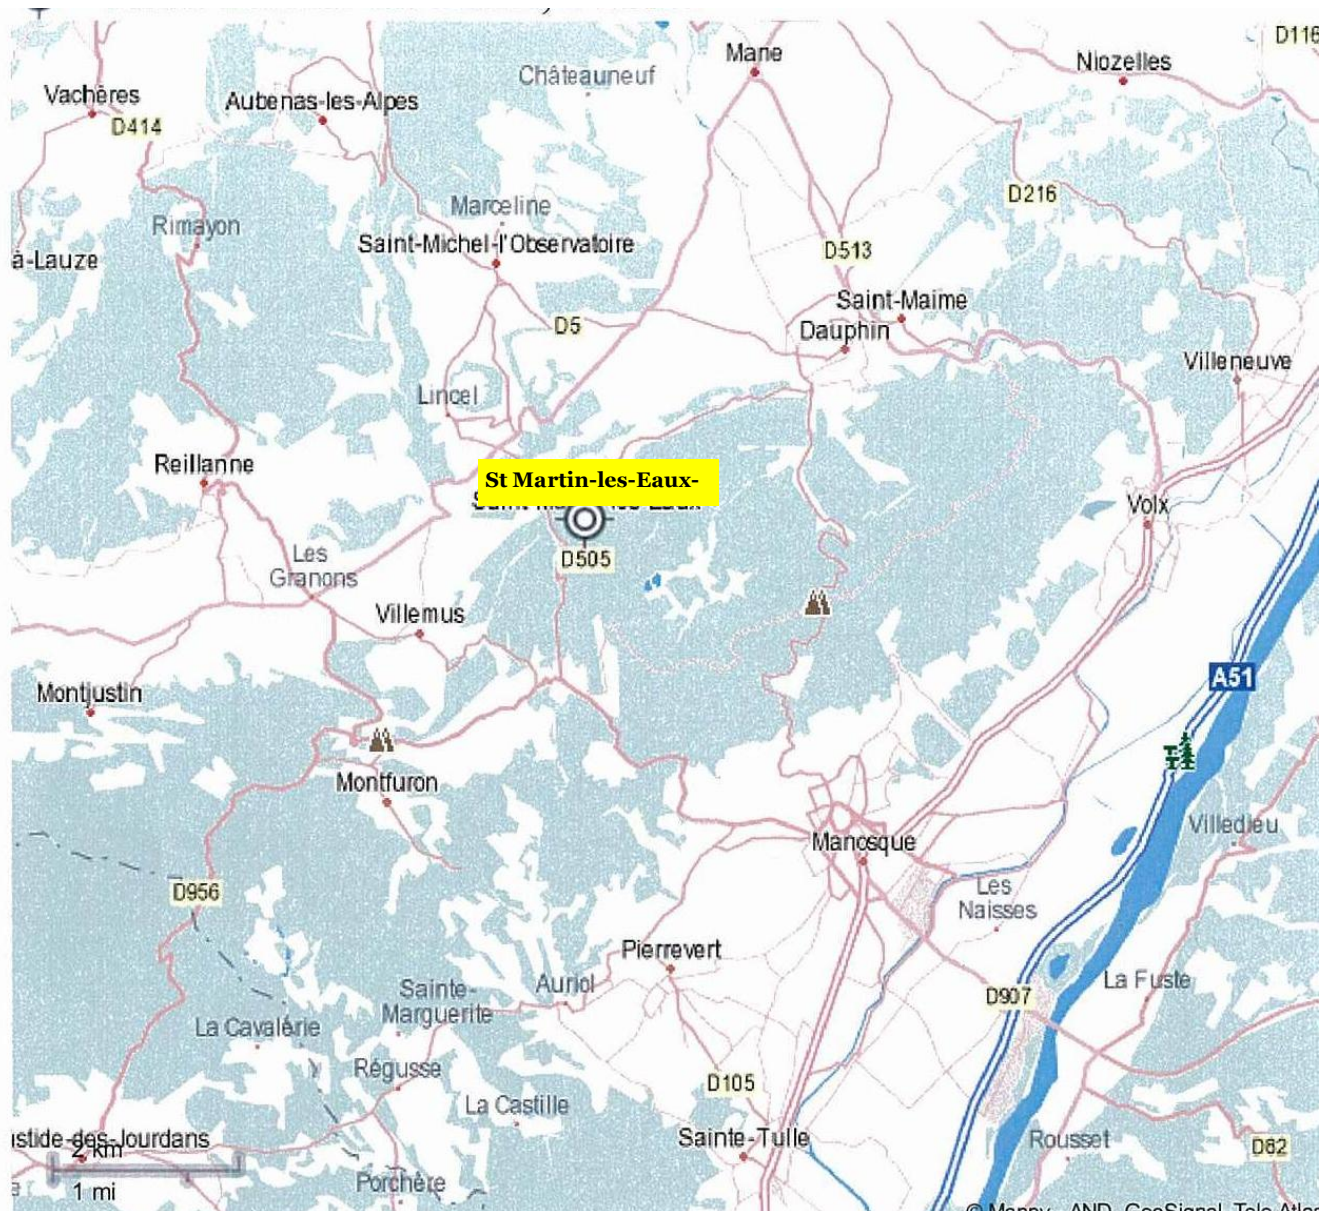 D116
Mane
Niozelles
Châteauneuf
Vachères
Aubenas-les-Alpes
D414
D216
Marceline
Rimayon
Saint-Michel-l'Observatoire
D513
à-Lauze
Saint-Maime
D5
Dauphin
Villeneuve
Lincel
Reillanne
St Martin-les-Eaux-
Volx
D505
Les
Granons
Villemus
A51
Montjustin
Montfuron
Villedieu
Manosque
D956
Les
Naisses
Pierrevert
Auriol
La Fuste
Sainte-
Marguerite
D907
La Cavalérie
Régusse
D105
La Castille
Sainte-Tulle
Rousset
D82
istide-des-Jourdans
2 km
Porchère
1 mi